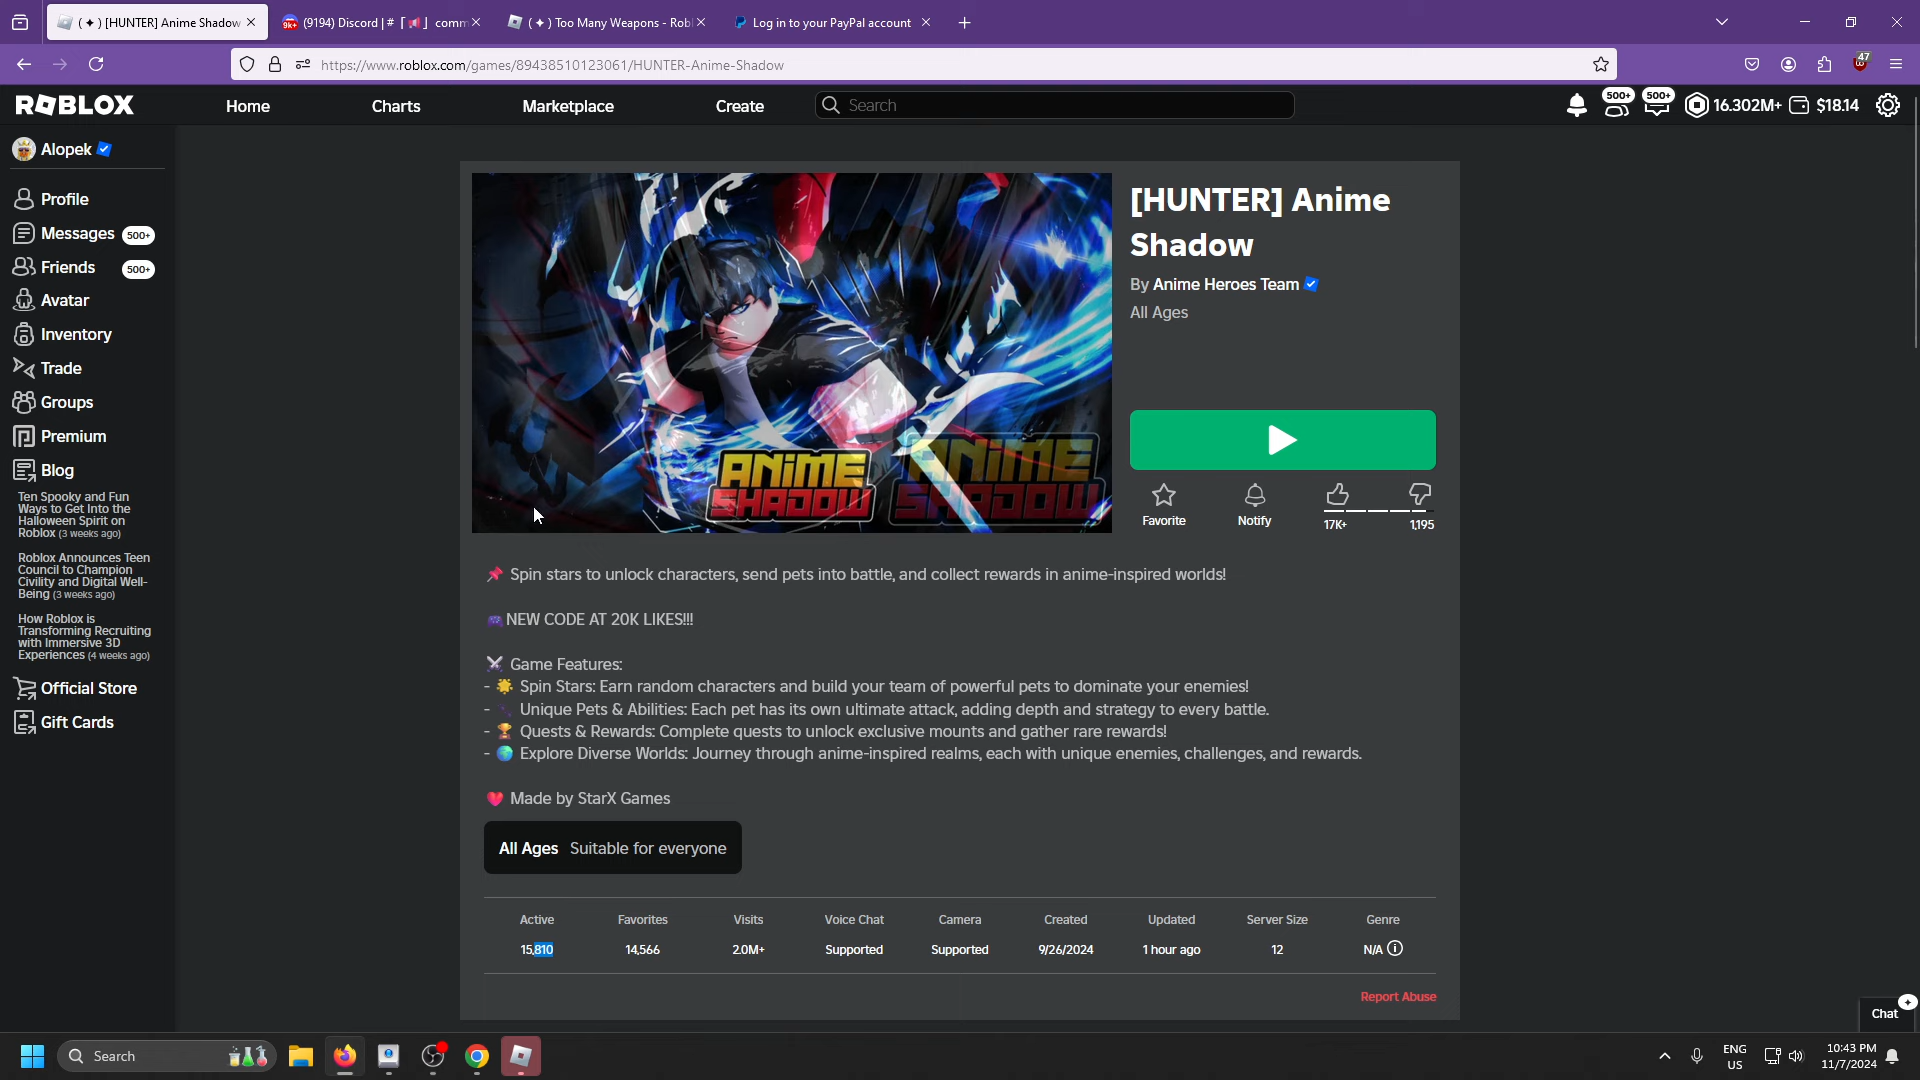 ( ✦ ) [HUNTER] Anime Shadow
(9194) Discord | # 「📢」 comm
( ✦ ) Too Many Weapons - Rob
Log in to your PayPal account
https://www.roblox.com/games/89438510123061/HUNTER-Anime-Shadow
47
ROBLOX
Home
Charts
Marketplace
Create
Search
500+
500+
16.302M+
$18.14
Alopek
Profile
Messages 500+
Friends 500+
Avatar
Inventory
Trade
Groups
Premium
Blog
Ten Spooky and Fun
Ways to Get Into the
Halloween Spirit on
Roblox (3 weeks ago)
Roblox Announces Teen
Council to Champion
Civility and Digital Well-
Being (3 weeks ago)
How Roblox is
Transforming Recruiting
with Immersive 3D
Experiences (4 weeks ago)
Official Store
Gift Cards
ANIME
SHADOW
ANIME
SHADOW
[HUNTER] Anime
Shadow
By Anime Heroes Team
All Ages
Favorite
Notify
17K+
1,195
📌 Spin stars to unlock characters, send pets into battle, and collect rewards in anime-inspired worlds!
🎮NEW CODE AT 20K LIKES!!!
⚔️ Game Features:
- 🌟 Spin Stars: Earn random characters and build your team of powerful pets to dominate your enemies!
- Unique Pets & Abilities: Each pet has its own ultimate attack, adding depth and strategy to every battle.
- 🏆 Quests & Rewards: Complete quests to unlock exclusive mounts and gather rare rewards!
- 🌍 Explore Diverse Worlds: Journey through anime-inspired realms, each with unique enemies, challenges, and rewards.
💖 Made by StarX Games
All Ages Suitable for everyone
Active Favorites Visits Voice Chat Camera Created Updated Server Size Genre
15,810 14,566 2.0M+ Supported Supported 9/26/2024 1 hour ago 12 N/A
Report Abuse
Chat
Search
ENG
US
10:43 PM
11/7/2024